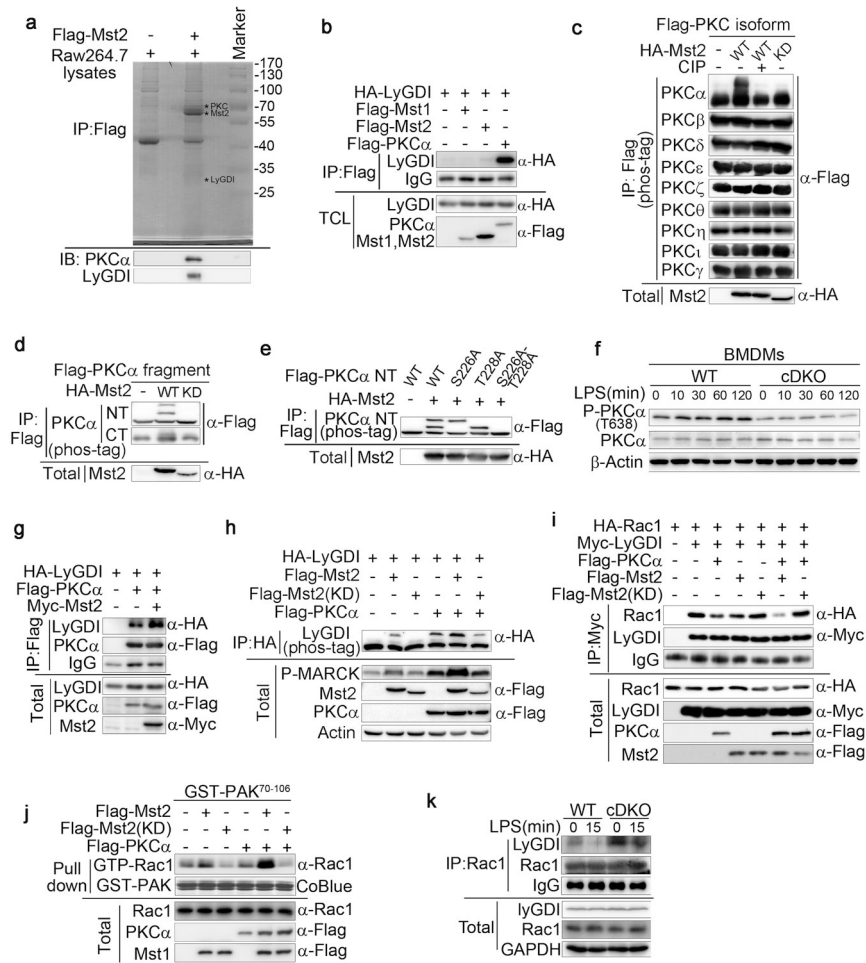 a
Flag-Mst2 - +
Raw264.7 + +
lysates
Marker
170
130
100
70
55
40
35
25
IP:Flag
*PKC
*Mst2
*LyGDI
IB: PKCα
LyGDI
b
HA-LyGDI + + + +
Flag-Mst1 - + - -
Flag-Mst2 - - + -
Flag-PKCα - - - +
IP:Flag LyGDI α-HA
IgG
TCL LyGDI α-HA
PKCα
Mst1,Mst2 α-Flag
c
Flag-PKC isoform
HA-Mst2 - WT WT KD
CIP - - + -
IP: Flag
(phos-tag)
PKCα
PKCβ
PKCδ
PKCε
PKCζ
PKCθ
PKCη
PKCι
PKCγ
α-Flag
Total Mst2 α-HA
d
Flag-PKCα fragment
HA-Mst2 - WT KD
IP:
Flag
PKCα
(phos-tag)
NT
CT
α-Flag
Total Mst2 α-HA
e
Flag-PKCα NT WT WT S226A T228A S226A-T228A
HA-Mst2 - + + + +
IP:
Flag
PKCα NT
(phos-tag)
α-Flag
Total Mst2 α-HA
f
BMDMs
WT cDKO
LPS(min) 0 10 30 60 120 0 10 30 60 120
P-PKCα
(T638)
PKCα
β-Actin
g
HA-LyGDI + + +
Flag-PKCα - + +
Myc-Mst2 - - +
IP:Flag
LyGDI α-HA
PKCα α-Flag
IgG
Total
LyGDI α-HA
PKCα α-Flag
Mst2 α-Myc
h
HA-LyGDI + + + + + +
Flag-Mst2 - + - - + -
Flag-Mst2(KD) - - + - - +
Flag-PKCα - - - + + +
IP:HA LyGDI
(phos-tag)
α-HA
Total
P-MARCK
Mst2 α-Flag
PKCα α-Flag
Actin
i
HA-Rac1 + + + + + + +
Myc-LyGDI - + + + + + +
Flag-PKCα - - + - - + +
Flag-Mst2 - - - + - + -
Flag-Mst2(KD) - - - - + - +
IP:Myc
Rac1 α-HA
LyGDI α-Myc
IgG
Total
Rac1 α-HA
LyGDI α-Myc
PKCα α-Flag
Mst2 α-Flag
j
GST-PAK70-106
Flag-Mst2 - + - - + -
Flag-Mst2(KD) - - + - - +
Flag-PKCα - - - + + +
Pull
down
GTP-Rac1 α-Rac1
GST-PAK CoBlue
Total
Rac1 α-Rac1
PKCα α-Flag
Mst1 α-Flag
k
WT cDKO
LPS(min) 0 15 0 15
IP:Rac1
LyGDI
Rac1
IgG
Total
lyGDI
Rac1
GAPDH